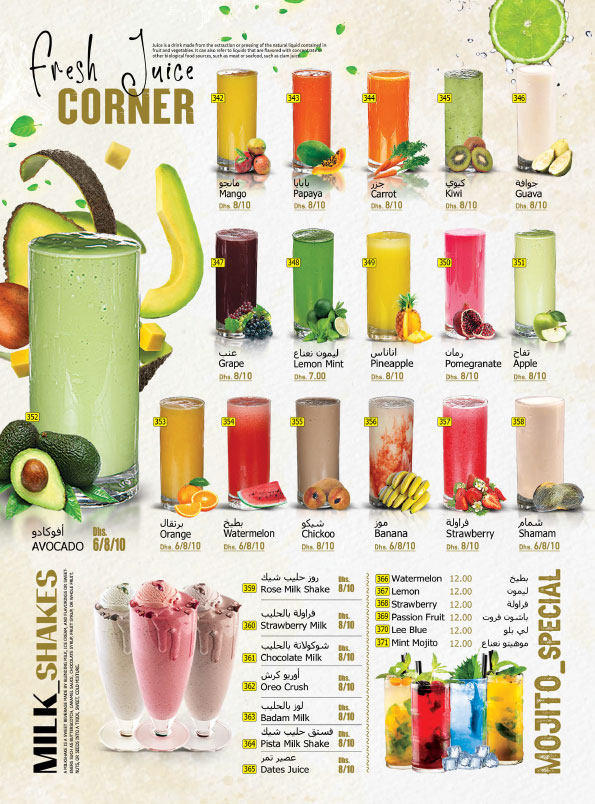 Fresh Juice
CORNER
Juice is a drink made from the extraction or pressing of the natural liquid contained in
fruit and vegetables. It can also refer to liquids that are flavored with concentrate or
other biological food sources, such as meat or seafood, such as clam juice.
342
مانجو
Mango
Dhs. 8/10
343
بابايا
Papaya
Dhs. 8/10
344
جزر
Carrot
Dhs. 8/10
345
كيوي
Kiwi
Dhs. 8/10
346
جوافة
Guava
Dhs. 8/10
347
عنب
Grape
Dhs. 8/10
348
ليمون نعناع
Lemon Mint
Dhs. 7.00
349
اناناس
Pineapple
Dhs. 8/10
350
رمان
Pomegranate
Dhs. 8/10
351
تفاح
Apple
Dhs. 8/10
352
أفوكادو
AVOCADO
Dhs.
6/8/10
353
برتقال
Orange
Dhs. 6/8/10
354
بطيخ
Watermelon
Dhs. 6/8/10
355
شيكو
Chickoo
Dhs. 8/10
356
موز
Banana
Dhs. 6/8/10
357
فراولة
Strawberry
Dhs. 8/10
358
شمام
Shamam
Dhs. 6/8/10
MILK_SHAKES
A MILKSHAKE IS A SWEET BEVERAGE MADE BY BLENDING MILK, ICE CREAM, AND FLAVORINGS OR SWEET-
ENERS SUCH AS BUTTERSCOTCH, CARAMEL SAUCE, CHOCOLATE SYRUP, FRUIT SYRUP, OR WHOLE FRUIT,
NUTS, OR SEEDS INTO A THICK, SWEET, COLD MIXTURE.
روز حليب شيك
359 Rose Milk Shake Dhs. 8/10
فراولة بالحليب
360 Strawberry Milk Dhs. 8/10
شوكولاتة بالحليب
361 Chocolate Milk Dhs. 8/10
أوريو كرش
362 Oreo Crush Dhs. 8/10
لوز بالحليب
363 Badam Milk Dhs. 8/10
فستق حليب شيك
364 Pista Milk Shake Dhs. 8/10
عصير تمر
365 Dates Juice Dhs. 8/10
366 Watermelon 12.00 بطيخ
367 Lemon 12.00 ليمون
368 Strawberry 12.00 فراولة
369 Passion Fruit 12.00 باشون فروت
370 Lee Blue 12.00 لي بلو
371 Mint Mojito 12.00 موهيتو نعناع
MOJITO_SPECIAL